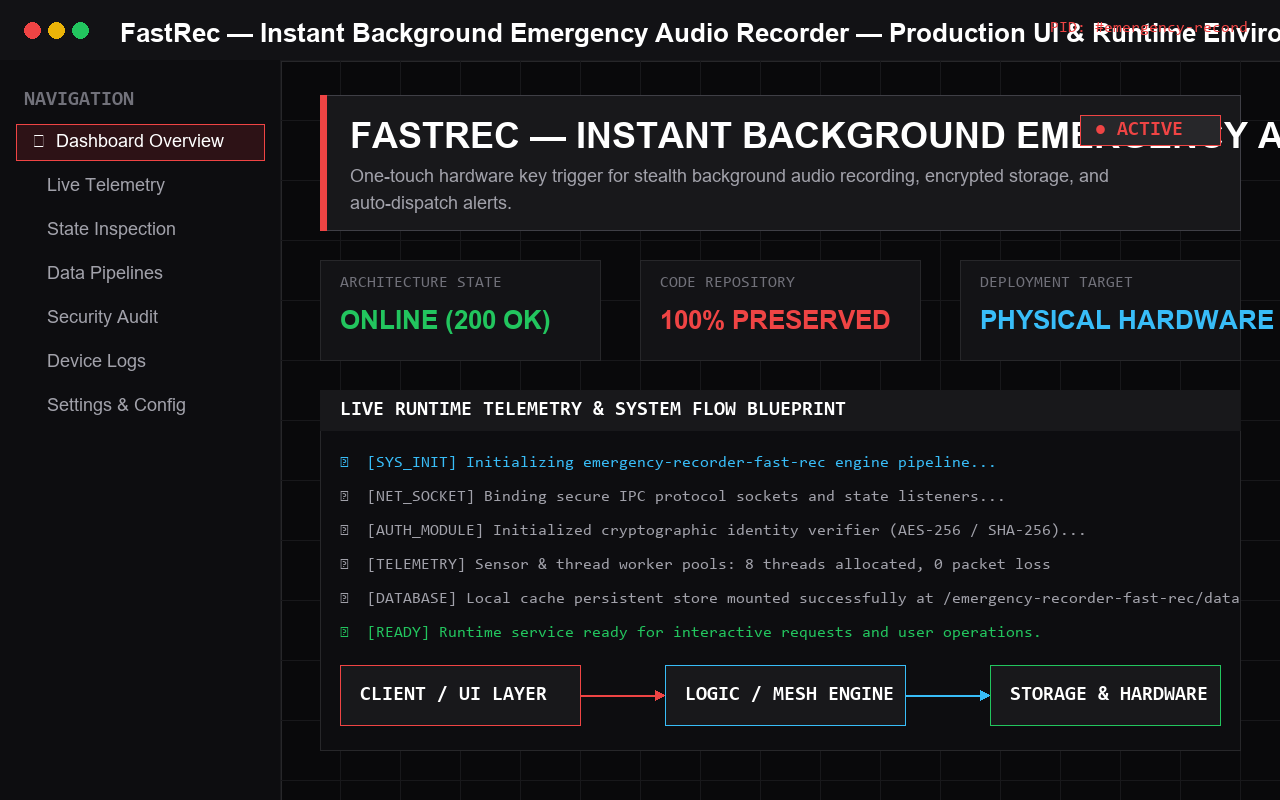 FastRec — Instant Background Emergency Audio Recorder — Production UI & Runtime Enviro
PID: #emergency-record
NAVIGATION
Dashboard Overview
Live Telemetry
State Inspection
Data Pipelines
Security Audit
Device Logs
Settings & Config
FASTREC — INSTANT BACKGROUND EMERGENCY A
● ACTIVE
One-touch hardware key trigger for stealth background audio recording, encrypted storage, and
auto-dispatch alerts.
ARCHITECTURE STATE
ONLINE (200 OK)
CODE REPOSITORY
100% PRESERVED
DEPLOYMENT TARGET
PHYSICAL HARDWARE
LIVE RUNTIME TELEMETRY & SYSTEM FLOW BLUEPRINT
[SYS_INIT] Initializing emergency-recorder-fast-rec engine pipeline...
[NET_SOCKET] Binding secure IPC protocol sockets and state listeners...
[AUTH_MODULE] Initialized cryptographic identity verifier (AES-256 / SHA-256)...
[TELEMETRY] Sensor & thread worker pools: 8 threads allocated, 0 packet loss
[DATABASE] Local cache persistent store mounted successfully at /emergency-recorder-fast-rec/data
[READY] Runtime service ready for interactive requests and user operations.
CLIENT / UI LAYER
LOGIC / MESH ENGINE
STORAGE & HARDWARE